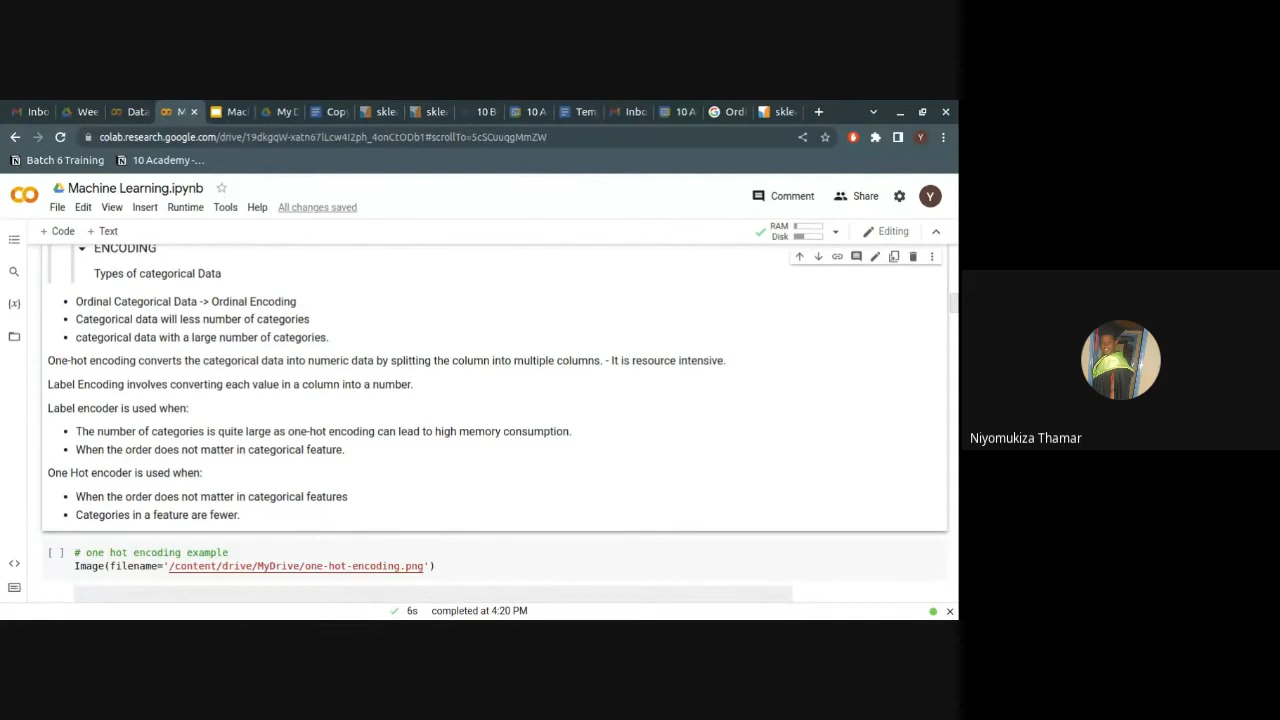 Inbo
Wee
Data
M
Mac
My D
Copy
skle
skle
10 B
10 A
Tem
Inbo
10 A
Ordi
skle
colab.research.google.com/drive/19dkgqW-xatn67lLcw4I2ph_4onCtODb1#scrollTo=5cSCuuqgMmZW
Y
Batch 6 Training
10 Academy -...
CO
Machine Learning.ipynb
File Edit View Insert Runtime Tools Help All changes saved
Comment
Share
Y
+ Code + Text
RAM
Disk
Editing
ENCODING
Types of categorical Data
• Ordinal Categorical Data -> Ordinal Encoding
• Categorical data will less number of categories
• categorical data with a large number of categories.
One-hot encoding converts the categorical data into numeric data by splitting the column into multiple columns. - It is resource intensive.
Label Encoding involves converting each value in a column into a number.
Label encoder is used when:
• The number of categories is quite large as one-hot encoding can lead to high memory consumption.
• When the order does not matter in categorical feature.
One Hot encoder is used when:
• When the order does not matter in categorical features
• Categories in a feature are fewer.
[ ] # one hot encoding example
Image(filename='/content/drive/MyDrive/one-hot-encoding.png')
6s completed at 4:20 PM
Niyomukiza Thamar